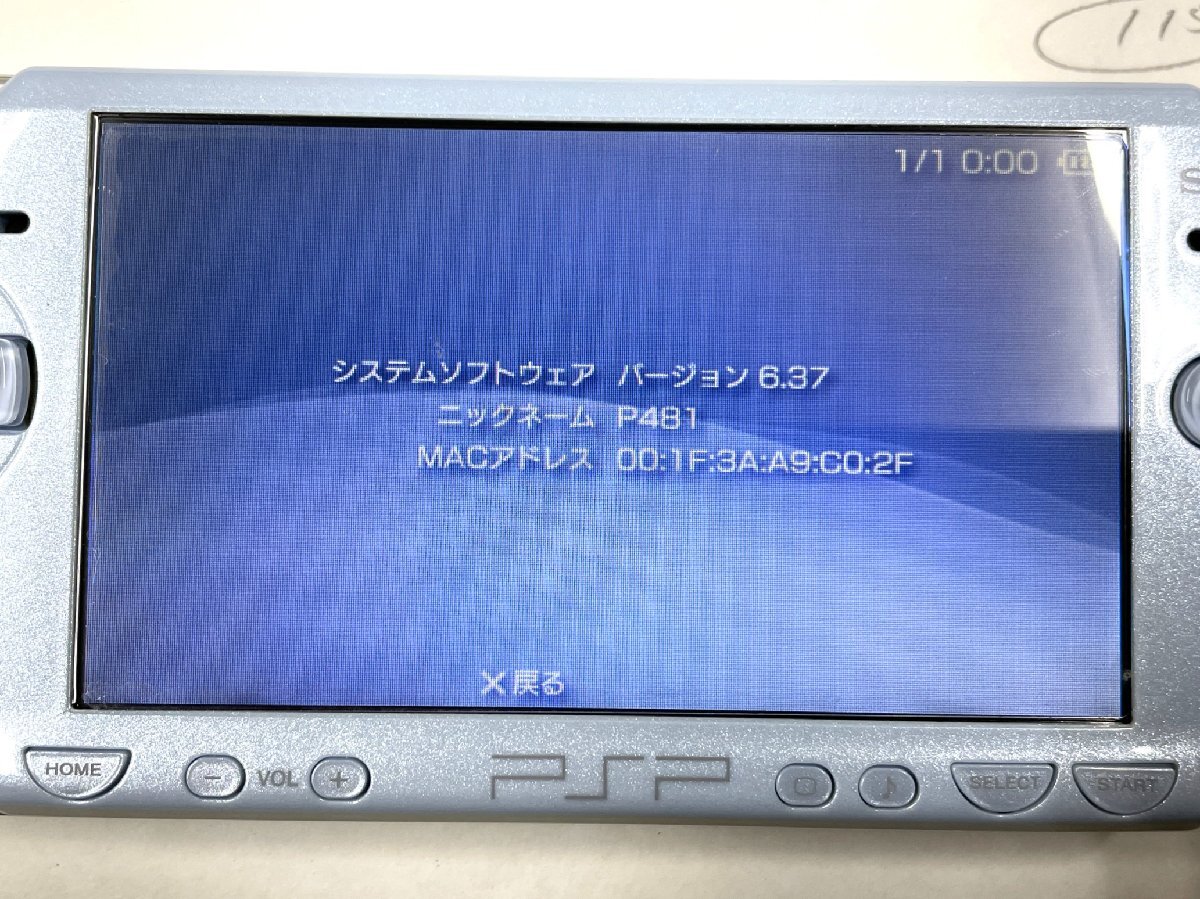 115
1/1 0:00
システムソフトウェア バージョン 6.37
ニックネーム P481
MACアドレス 00:1F:3A:A9:C0:2F
×戻る
HOME
− VOL +
PSP
SELECT
START